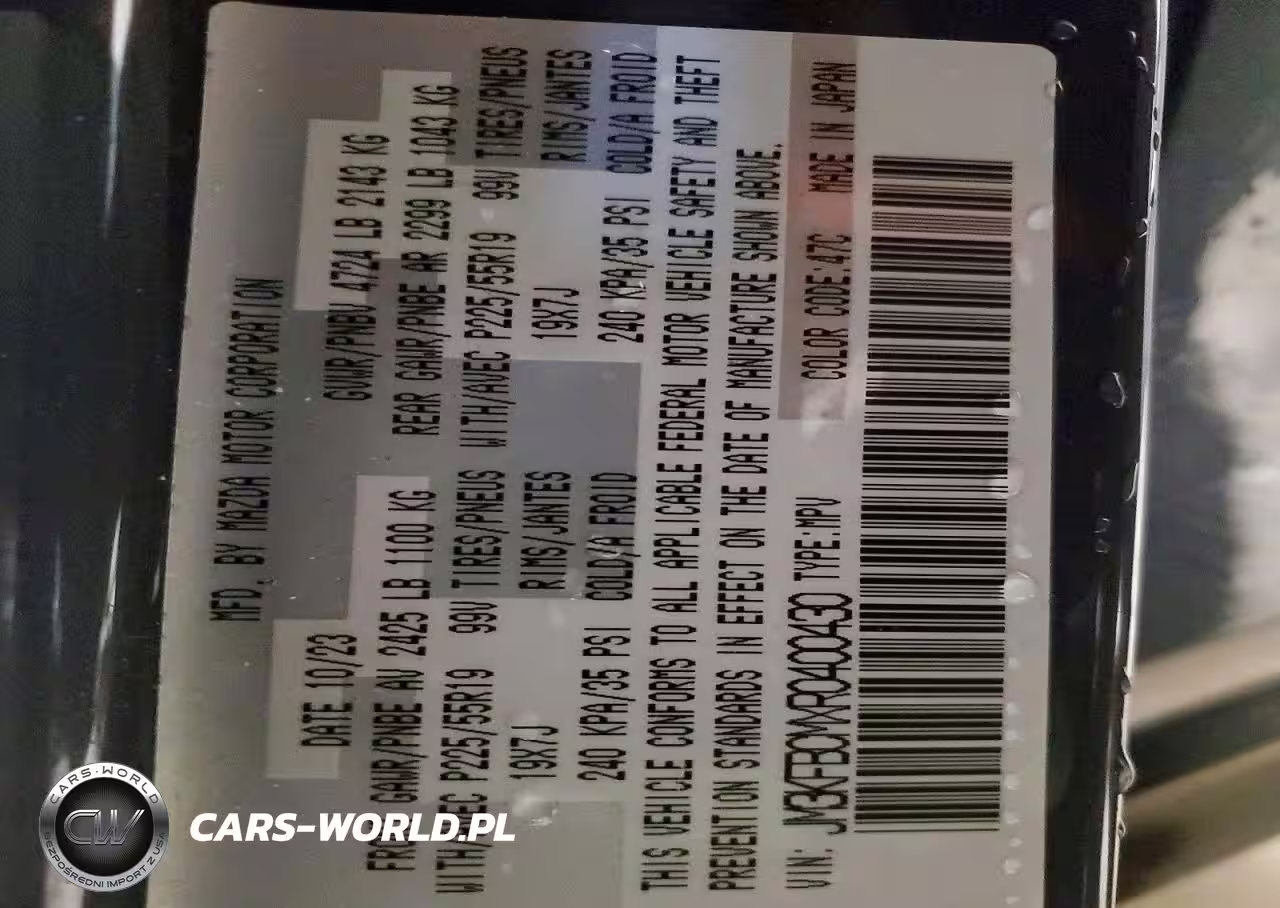 MFD. BY MAZDA MOTOR CORPORATION
DATE 10/23 GVWR/PNBV 4724 LB 2143 KG
GAWR/PNBE AV 2425 LB 1100 KG REAR GAWR/PNBE AR 2299 LB 1043 KG
P225/55R19 99V TIRES/PNEUS WITH/AVEC P225/55R19 99V TIRES/PNEUS
19X7J RIMS/JANTES 19X7J RIMS/JANTES
240 KPA/35 PSI COLD/A FROID 240 KPA/35 PSI COLD/A FROID
THIS VEHICLE CONFORMS TO ALL APPLICABLE FEDERAL MOTOR VEHICLE SAFETY AND THEFT
PREVENTION STANDARDS IN EFFECT ON THE DATE OF MANUFACTURE SHOWN ABOVE.
VIN: JM3KFBCMXR0400430 TYPE:MPV COLOR CODE:47C MADE IN JAPAN
CARS-WORLD
CW
BEZPOŚREDNI IMPORT Z USA
CARS-WORLD.PL